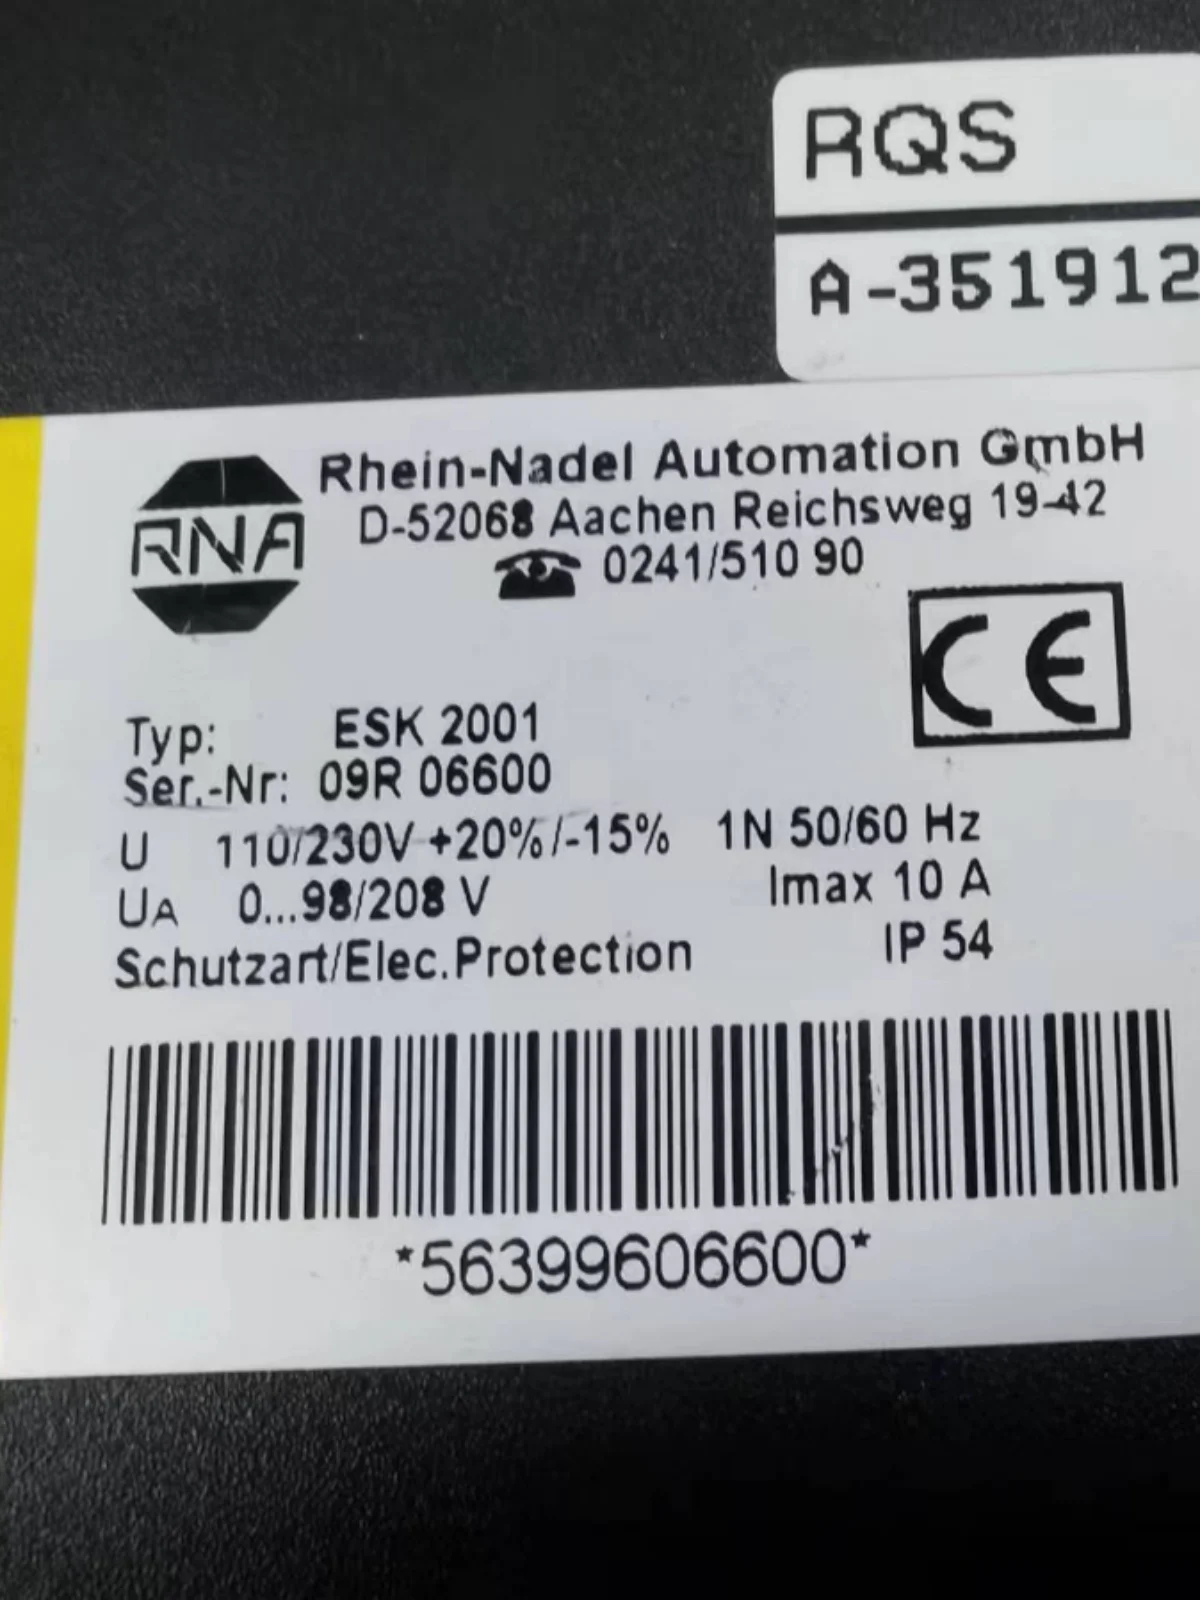 RQS
A-351912
RNA
Rhein-Nadel Automation GmbH
D-52068 Aachen Reichsweg 19-42
☎ 0241/510 90
CE
Typ: ESK 2001
Ser.-Nr: 09R 06600
U 110/230V +20%/-15% 1N 50/60 Hz
UA 0...98/208 V Imax 10 A
Schutzart/Elec.Protection IP 54
*56399606600*